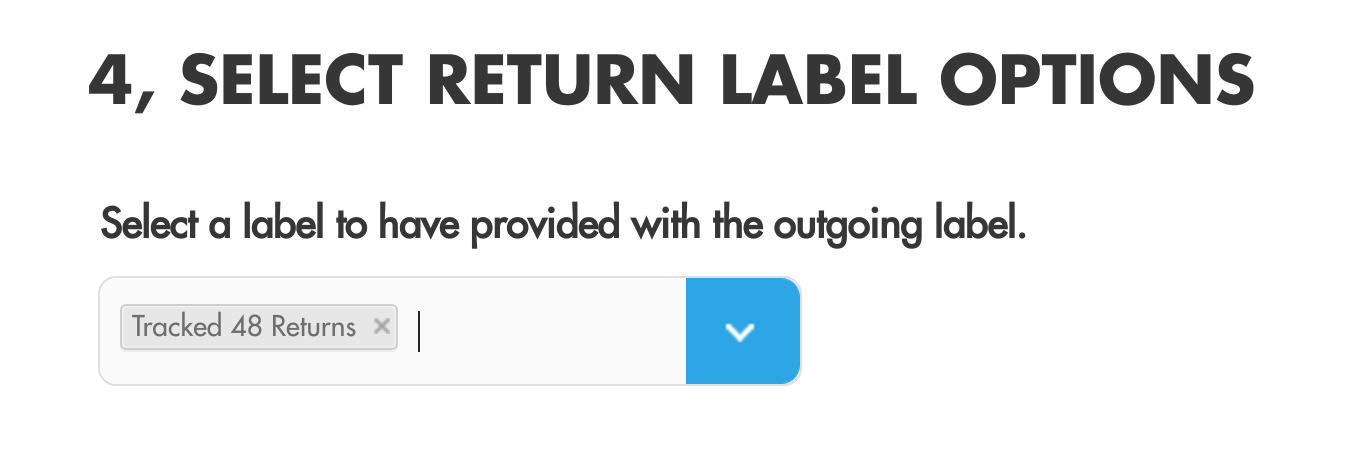 4, SELECT RETURN LABEL OPTIONS
Select a label to have provided with the outgoing label.
Tracked 48 Returns ×